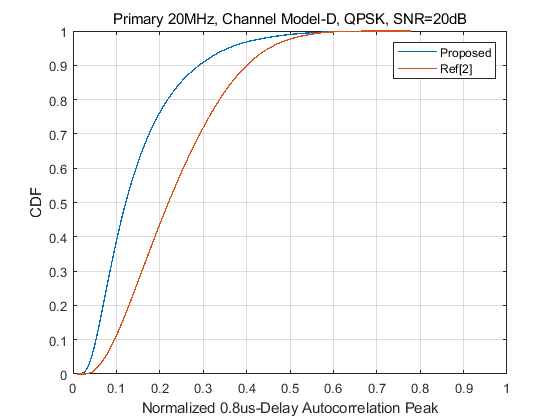 Primary 20MHz, Channel Model-D, QPSK, SNR=20dB
Proposed
Ref[2]
CDF
1
0.9
0.8
0.7
0.6
0.5
0.4
0.3
0.2
0.1
0
0 0.1 0.2 0.3 0.4 0.5 0.6 0.7 0.8 0.9 1
Normalized 0.8us-Delay Autocorrelation Peak